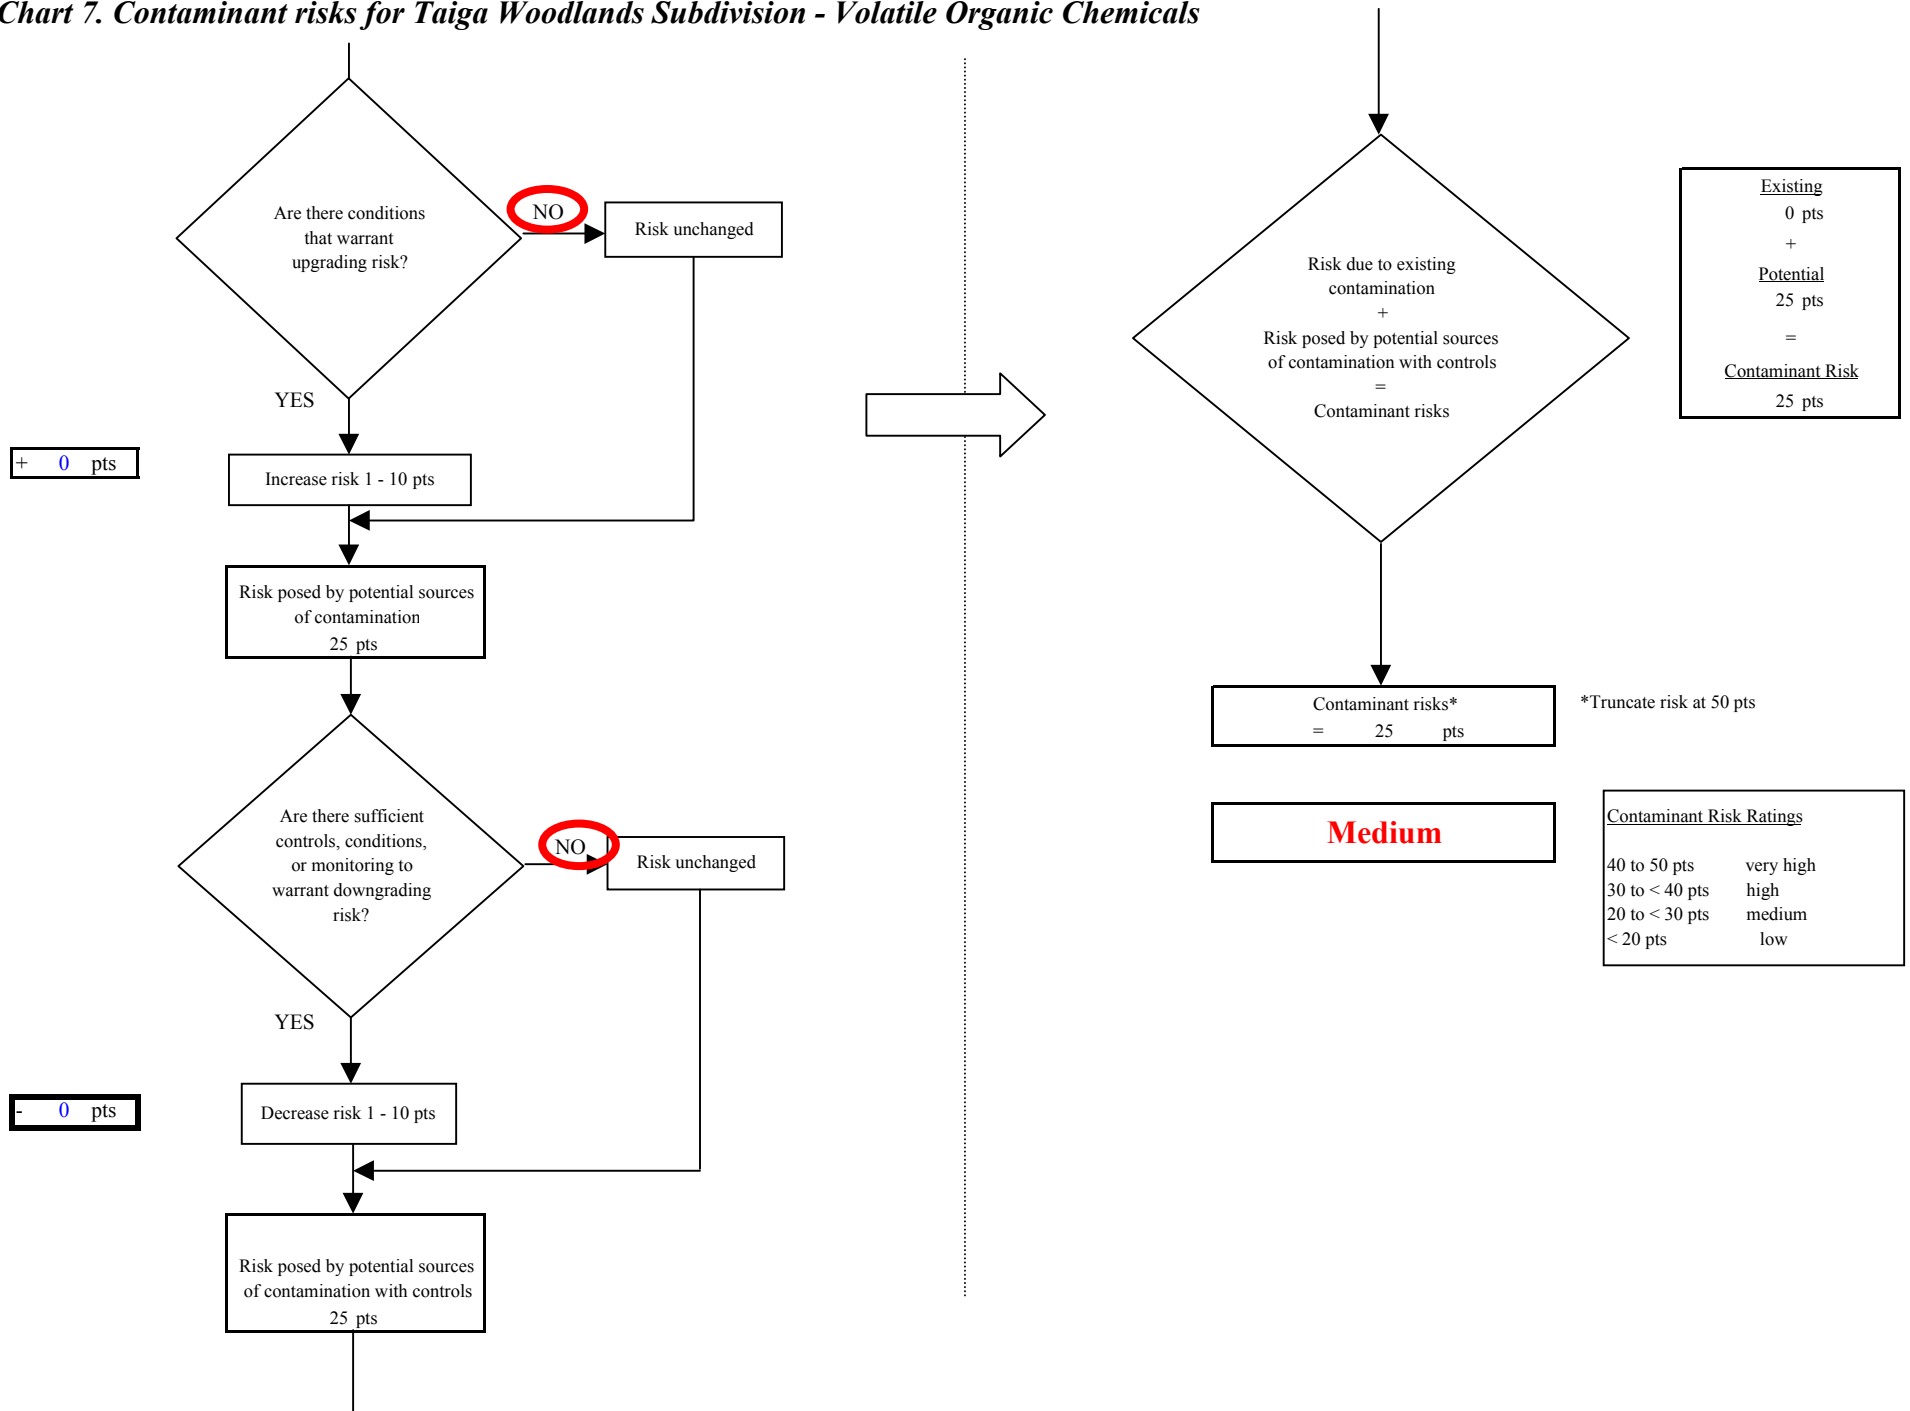 Chart 7. Contaminant risks for Taiga Woodlands Subdivision - Volatile Organic Chemicals
Are there conditions
that warrant
upgrading risk?
NO
Risk unchanged
YES
+ 0 pts
Increase risk 1 - 10 pts
Risk posed by potential sources
of contamination
25 pts
Are there sufficient
controls, conditions,
or monitoring to
warrant downgrading
risk?
NO
Risk unchanged
YES
- 0 pts
Decrease risk 1 - 10 pts
Risk posed by potential sources
of contamination with controls
25 pts
Risk due to existing
contamination
+
Risk posed by potential sources
of contamination with controls
=
Contaminant risks
Existing
0 pts
+
Potential
25 pts
=
Contaminant Risk
25 pts
Contaminant risks*
= 25 pts
*Truncate risk at 50 pts
Medium
Contaminant Risk Ratings
40 to 50 pts very high
30 to < 40 pts high
20 to < 30 pts medium
< 20 pts low